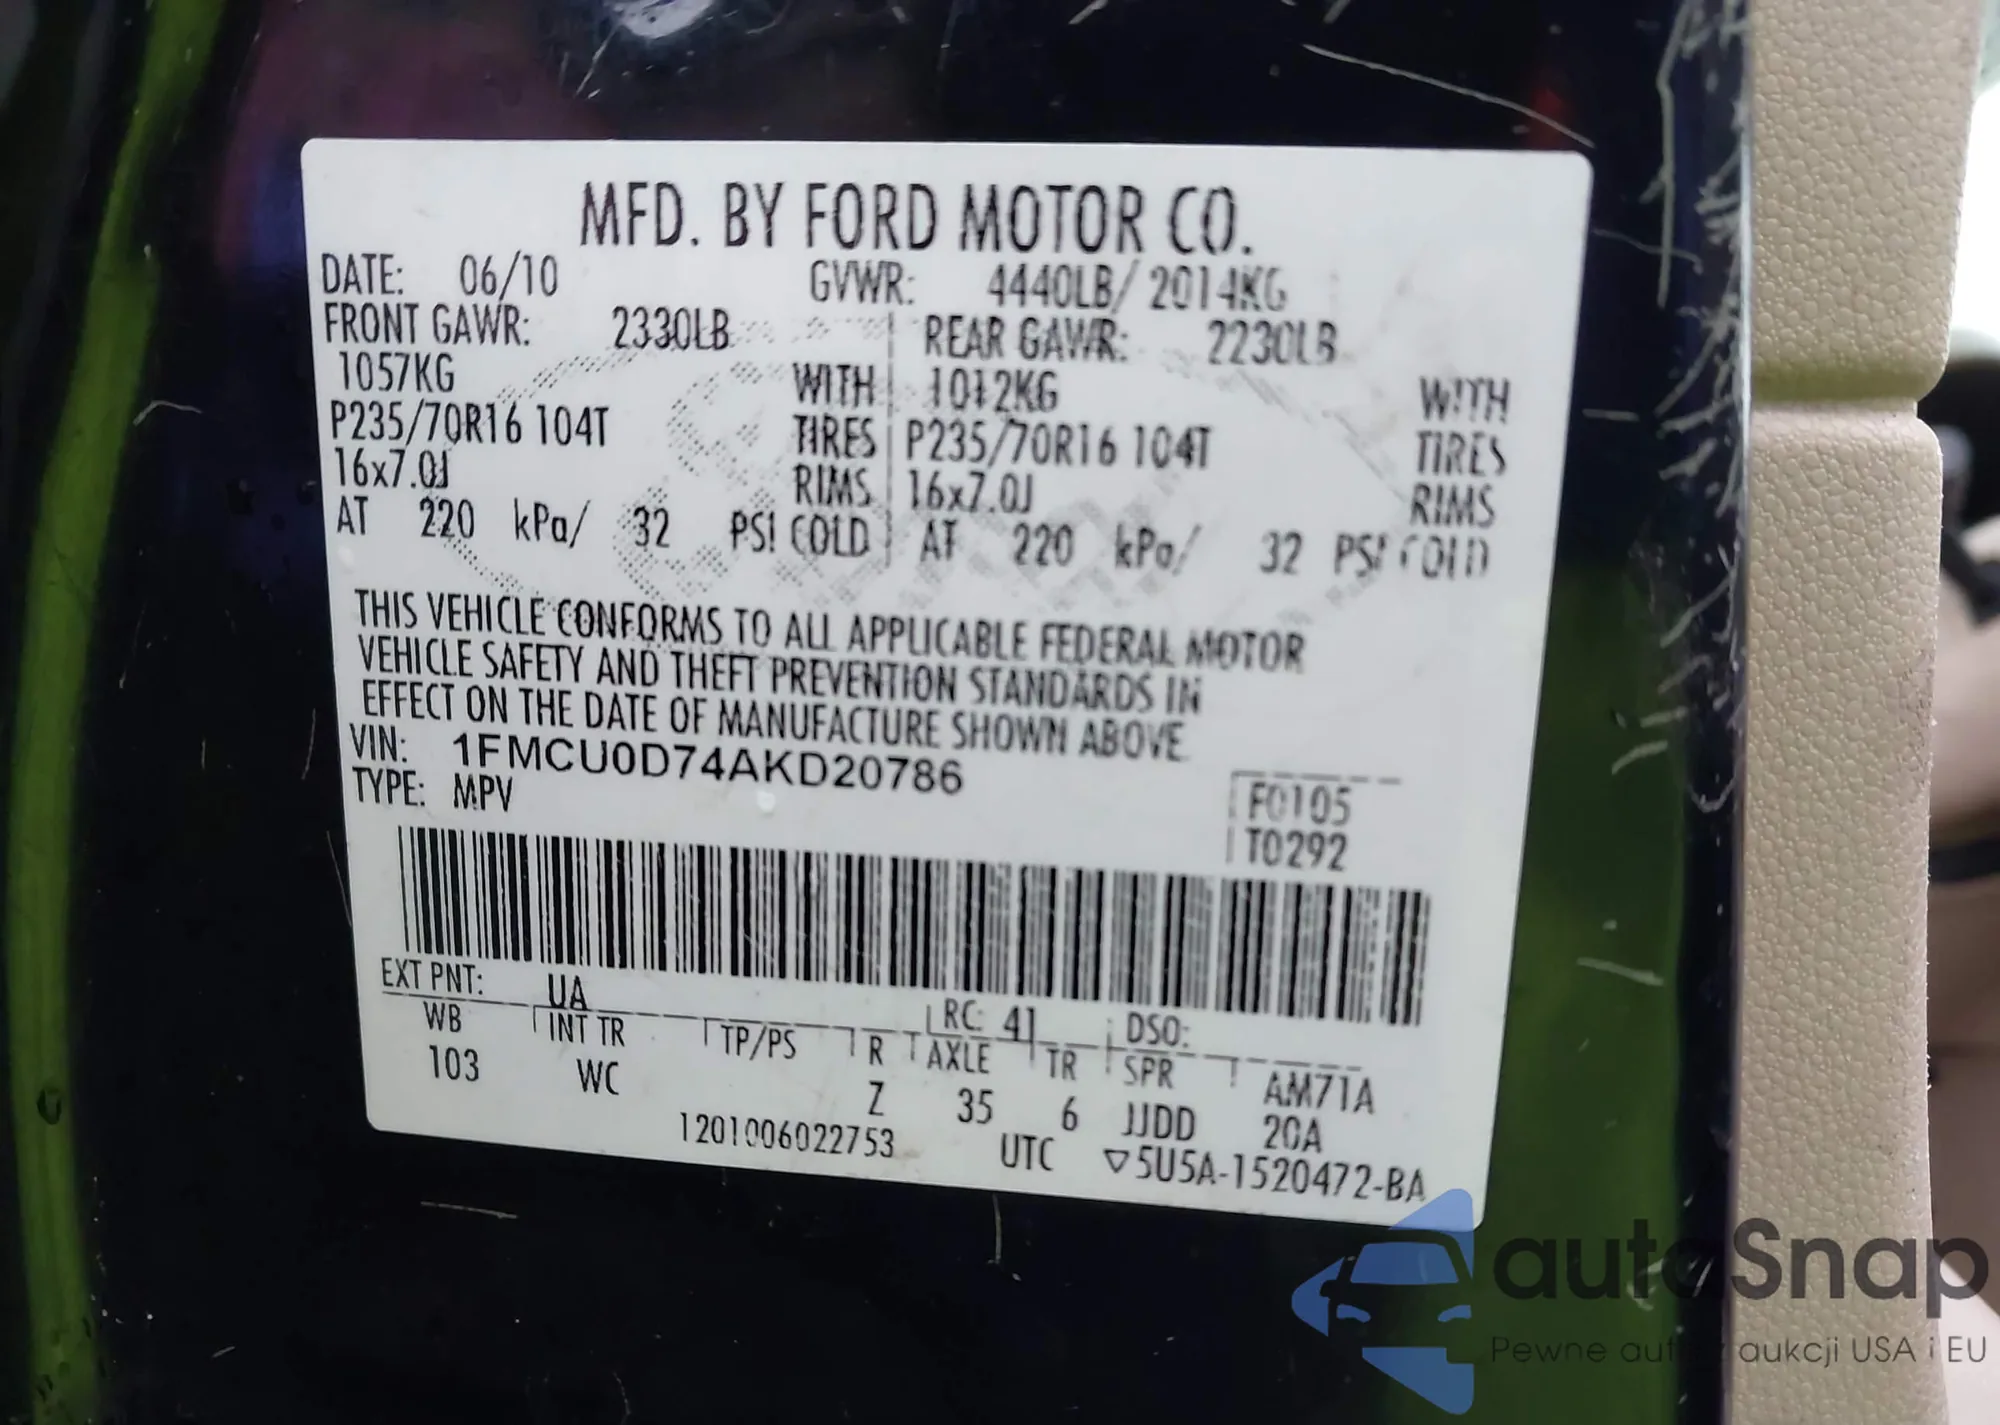 MFD. BY FORD MOTOR CO.
DATE: 06/10 GVWR: 4440LB/ 2014KG
FRONT GAWR: 2330LB REAR GAWR: 2230LB
1057KG WITH 1012KG WITH
P235/70R16 104T TIRES P235/70R16 104T TIRES
16x7.0J RIMS 16x7.0J RIMS
AT 220 kPa/ 32 PSI COLD AT 220 kPa/ 32 PSI COLD
THIS VEHICLE CONFORMS TO ALL APPLICABLE FEDERAL MOTOR
VEHICLE SAFETY AND THEFT PREVENTION STANDARDS IN
EFFECT ON THE DATE OF MANUFACTURE SHOWN ABOVE.
VIN: 1FMCU0D74AKD20786
TYPE: MPV
F0105
T0292
EXT PNT: UA RC: 41 DSO:
WB INT TR TP/PS R AXLE TR SPR AM71A
103 WC Z 35 6 JJDD 20A
1201006022753 UTC ▽5U5A-1520472-BA
autoSnap
Pewne auta z aukcji USA i EU